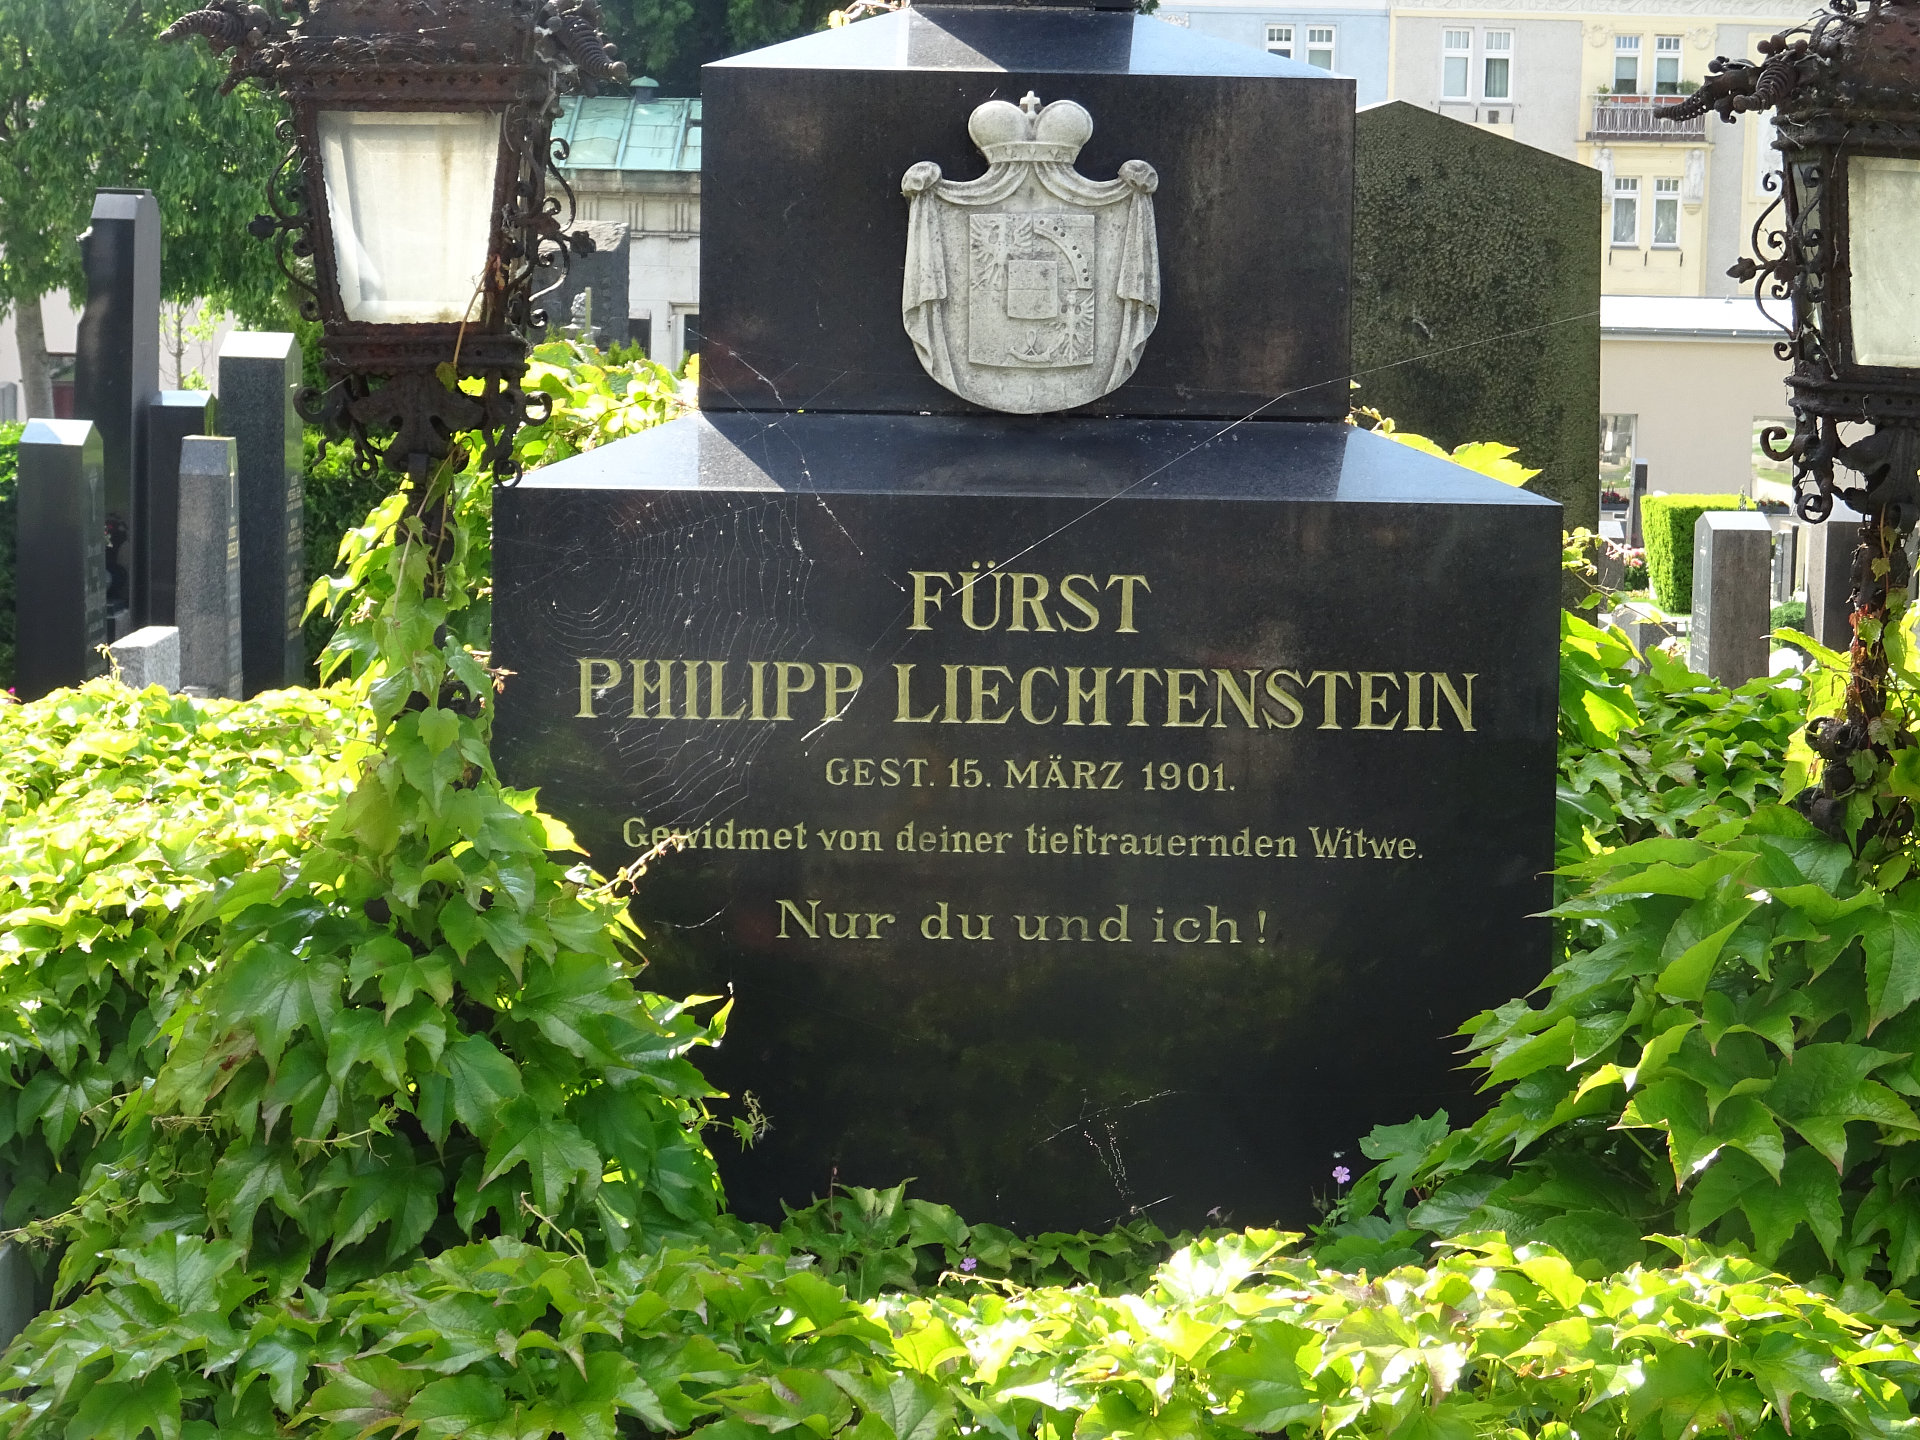 FÜRST
PHILIPP LIECHTENSTEIN
GEST. 15. MÄRZ 1901.
Gewidmet von deiner tieftrauernden Witwe.
Nur du und ich!